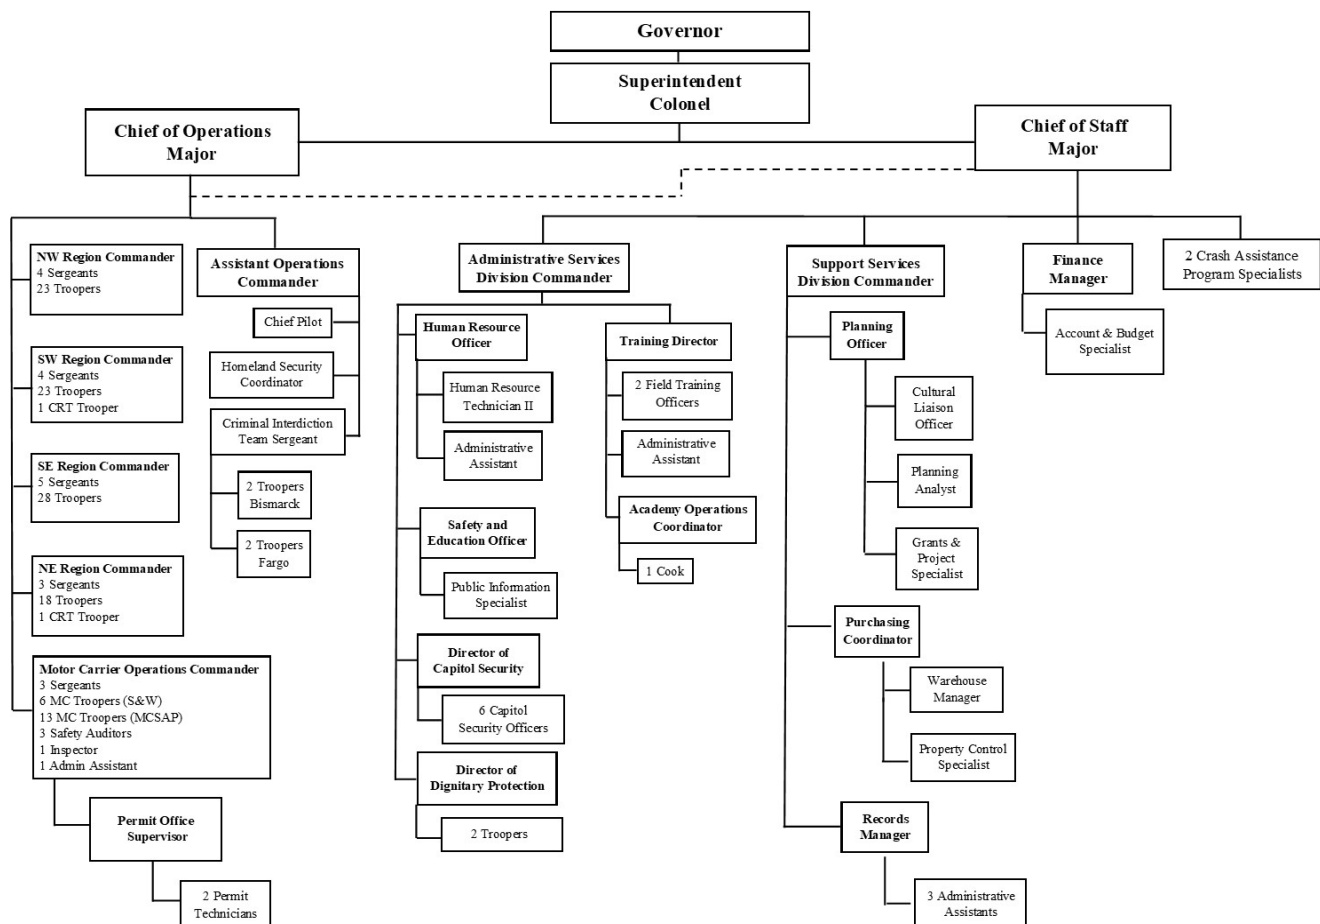 Governor
Superintendent
Colonel
Chief of Operations
Major
Chief of Staff
Major
NW Region Commander
4 Sergeants
23 Troopers
SW Region Commander
4 Sergeants
23 Troopers
1 CRT Trooper
SE Region Commander
5 Sergeants
28 Troopers
NE Region Commander
3 Sergeants
18 Troopers
1 CRT Trooper
Motor Carrier Operations Commander
3 Sergeants
6 MC Troopers (S&W)
13 MC Troopers (MCSAP)
3 Safety Auditors
1 Inspector
1 Admin Assistant
Permit Office
Supervisor
2 Permit
Technicians
Assistant Operations
Commander
Chief Pilot
Homeland Security
Coordinator
Criminal Interdiction
Team Sergeant
2 Troopers
Bismarck
2 Troopers
Fargo
Administrative Services
Division Commander
Human Resource
Officer
Human Resource
Technician II
Administrative
Assistant
Safety and
Education Officer
Public Information
Specialist
Director of
Capitol Security
6 Capitol
Security Officers
Director of
Dignitary Protection
2 Troopers
Training Director
2 Field Training
Officers
Administrative
Assistant
Academy Operations
Coordinator
1 Cook
Support Services
Division Commander
Planning
Officer
Cultural
Liaison
Officer
Planning
Analyst
Grants &
Project
Specialist
Purchasing
Coordinator
Warehouse
Manager
Property Control
Specialist
Records
Manager
3 Administrative
Assistants
Finance
Manager
Account & Budget
Specialist
2 Crash Assistance
Program Specialists